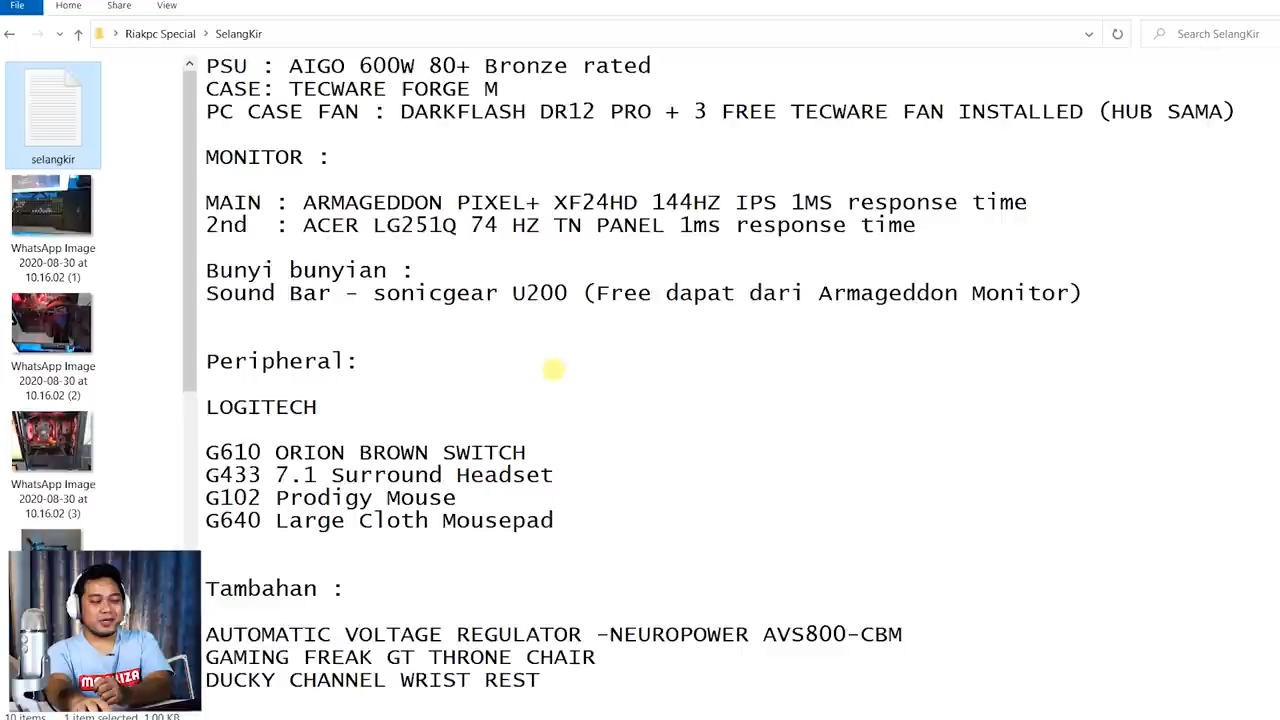 File Home Share View
Riakpc Special > SelangKir
Search SelangKir
PSU : AIGO 600W 80+ Bronze rated
CASE: TECWARE FORGE M
PC CASE FAN : DARKFLASH DR12 PRO + 3 FREE TECWARE FAN INSTALLED (HUB SAMA)
MONITOR :
MAIN : ARMAGEDDON PIXEL+ XF24HD 144HZ IPS 1MS response time
2nd : ACER LG251Q 74 HZ TN PANEL 1ms response time
Bunyi bunyian :
Sound Bar - sonicgear U200 (Free dapat dari Armageddon Monitor)
Peripheral:
LOGITECH
G610 ORION BROWN SWITCH
G433 7.1 Surround Headset
G102 Prodigy Mouse
G640 Large Cloth Mousepad
Tambahan :
AUTOMATIC VOLTAGE REGULATOR -NEUROPOWER AVS800-CBM
GAMING FREAK GT THRONE CHAIR
DUCKY CHANNEL WRIST REST
selangkir
WhatsApp Image
2020-08-30 at
10.16.02 (1)
WhatsApp Image
2020-08-30 at
10.16.02 (2)
WhatsApp Image
2020-08-30 at
10.16.02 (3)
10 items 1 item selected 1.00 KB